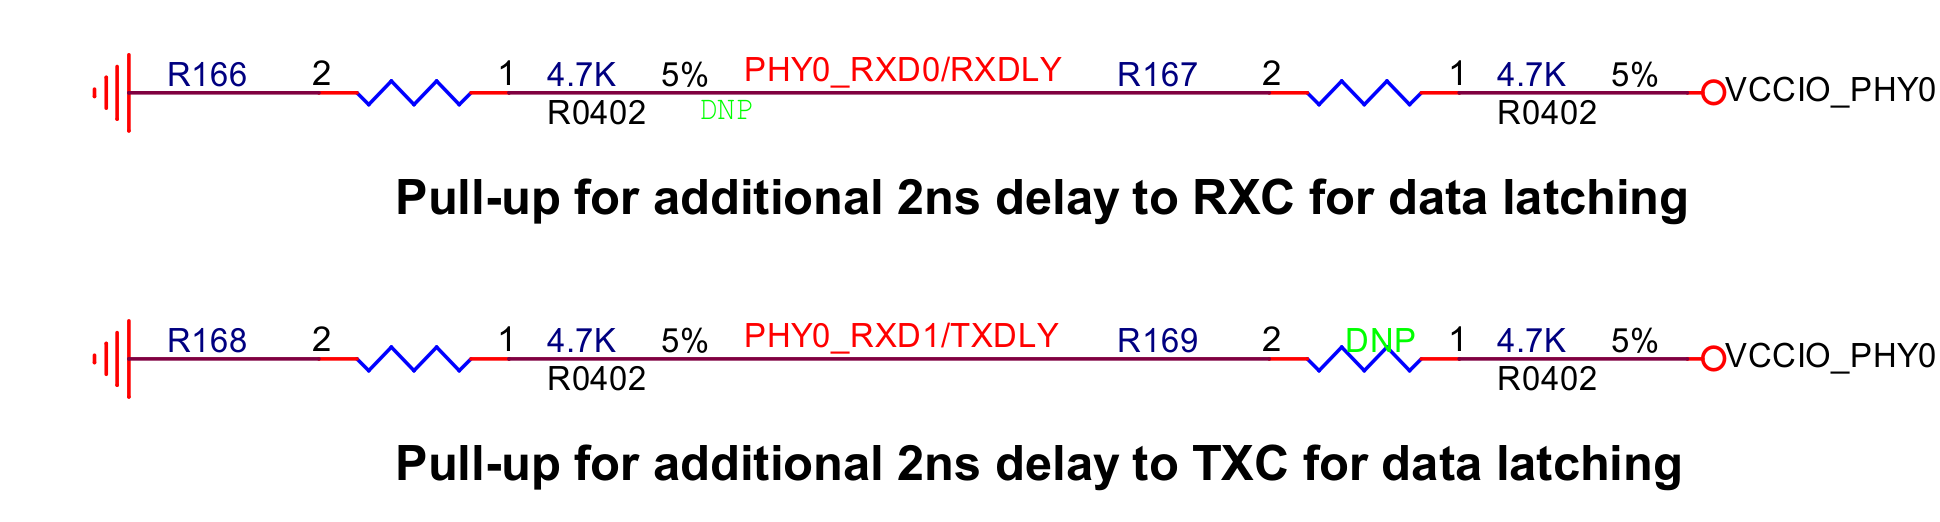 R166 2 1 4.7K 5% PHY0_RXD0/RXDLY R167 2 1 4.7K 5% VCCIO_PHY0
R0402 DNP R0402
Pull-up for additional 2ns delay to RXC for data latching
R168 2 1 4.7K 5% PHY0_RXD1/TXDLY R169 2 DNP 1 4.7K 5% VCCIO_PHY0
R0402 R0402
Pull-up for additional 2ns delay to TXC for data latching